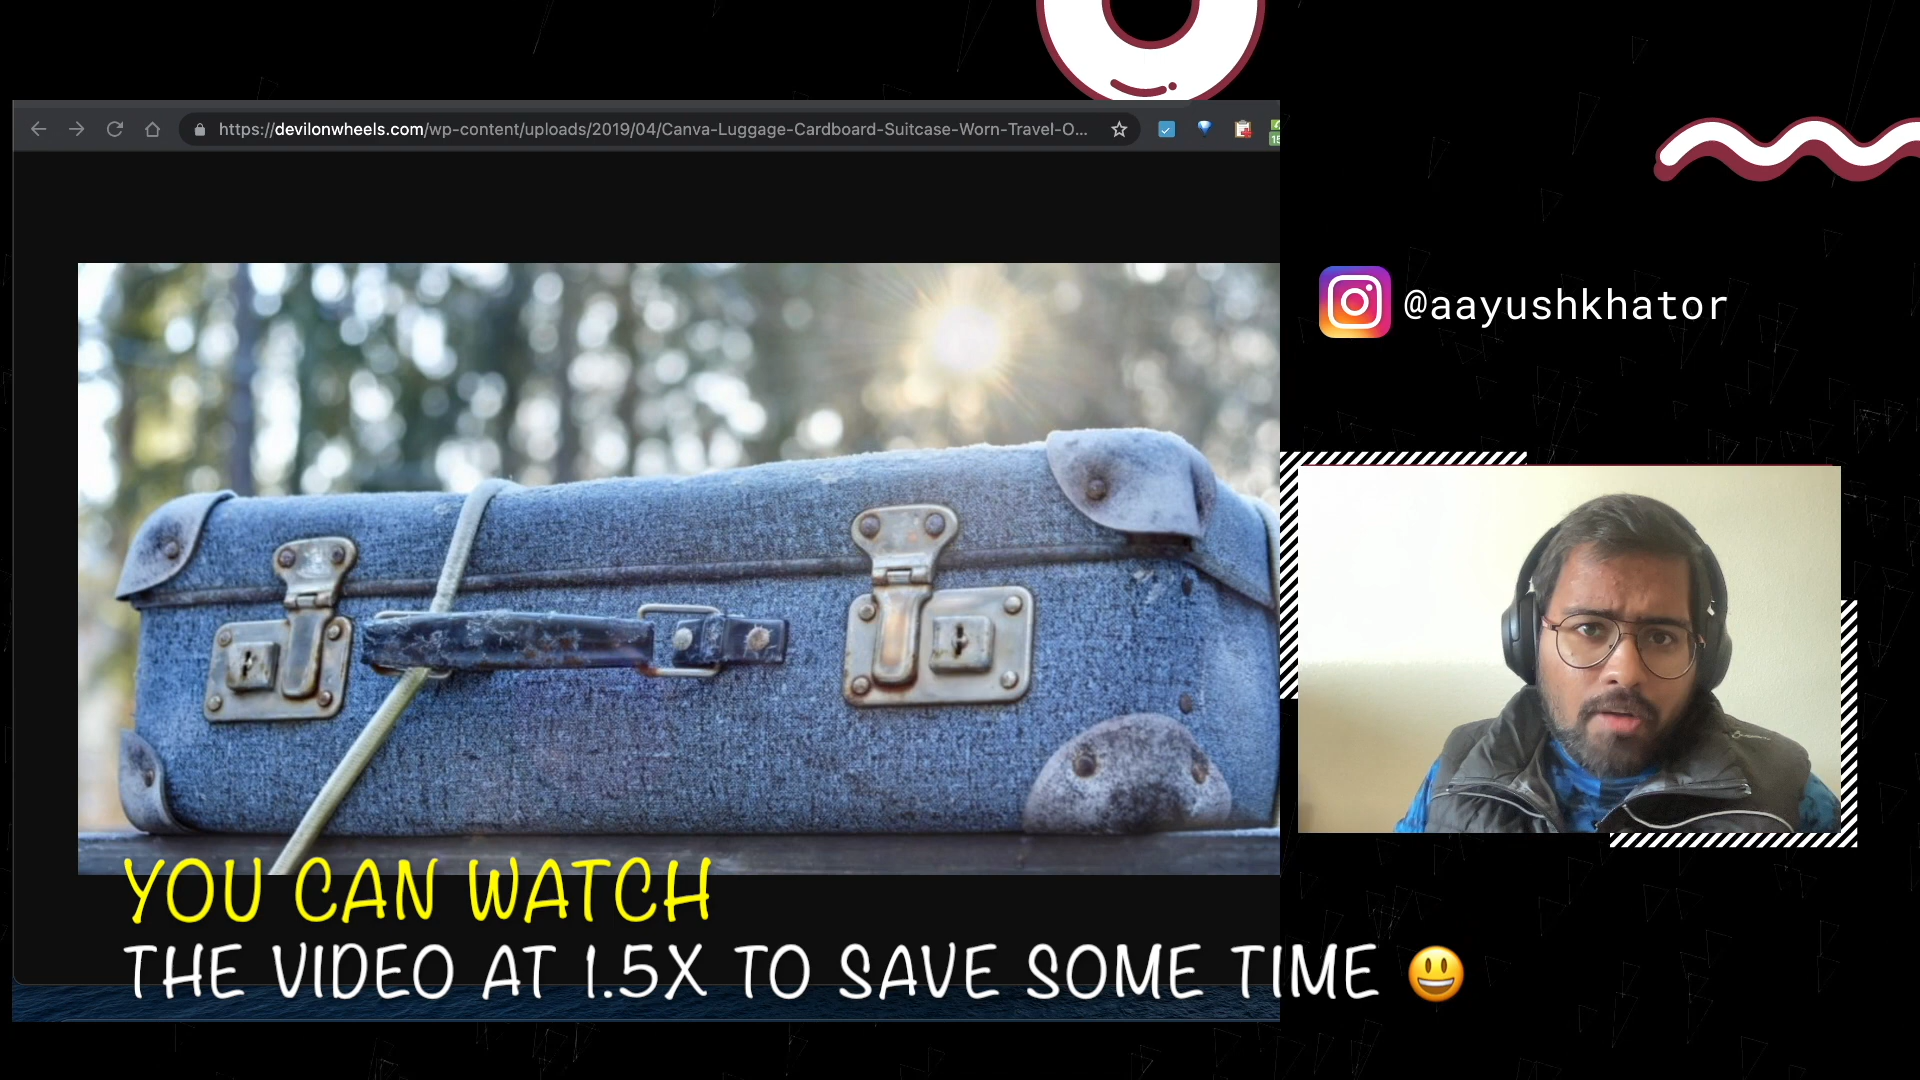 https://devilonwheels.com/wp-content/uploads/2019/04/Canva-Luggage-Cardboard-Suitcase-Worn-Travel-O...
15
@aayushkhator
YOU CAN WATCH
THE VIDEO AT 1.5X TO SAVE SOME TIME 😃